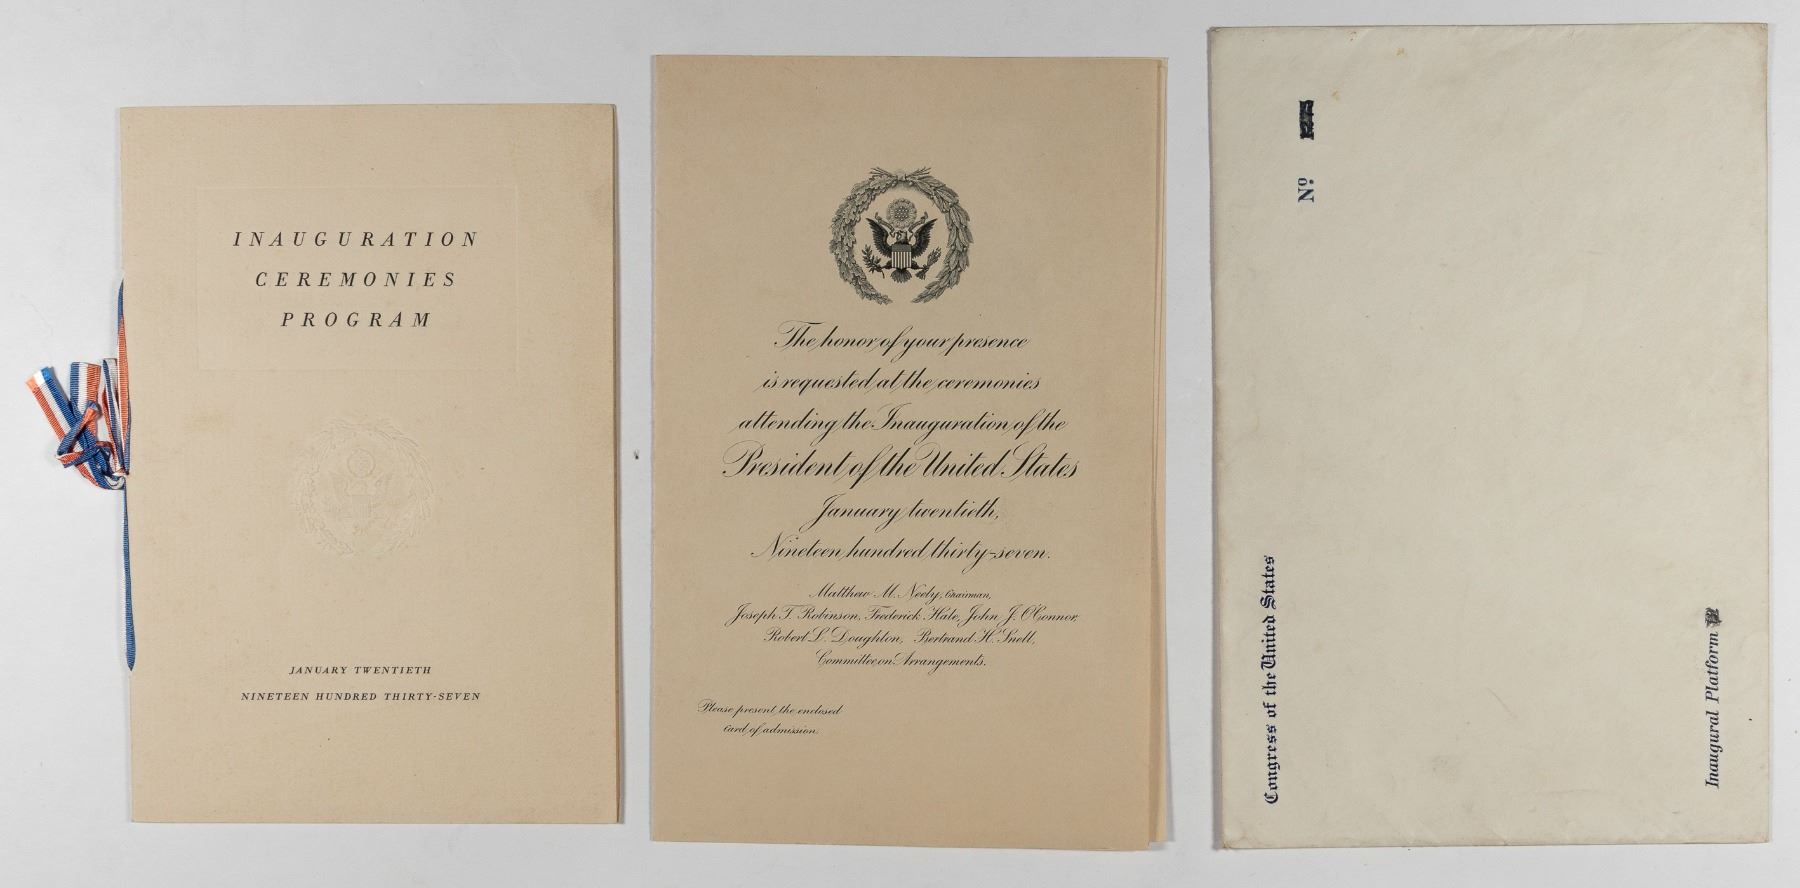 INAUGURATION
CEREMONIES
PROGRAM
JANUARY TWENTIETH
NINETEEN HUNDRED THIRTY-SEVEN
The honor of your presence
is requested at the ceremonies
attending the Inauguration of the
President of the United States
January twentieth,
Nineteen hundred thirty-seven.
Matthew M. Neely, Chairman,
Joseph T. Robinson, Frederick Hale, John J. O'Connor,
Robert L. Doughton, Bertrand H. Snell,
Committee on Arrangements.
Please present the enclosed
card of admission.
Nº
Congress of the United States
Inaugural Platform